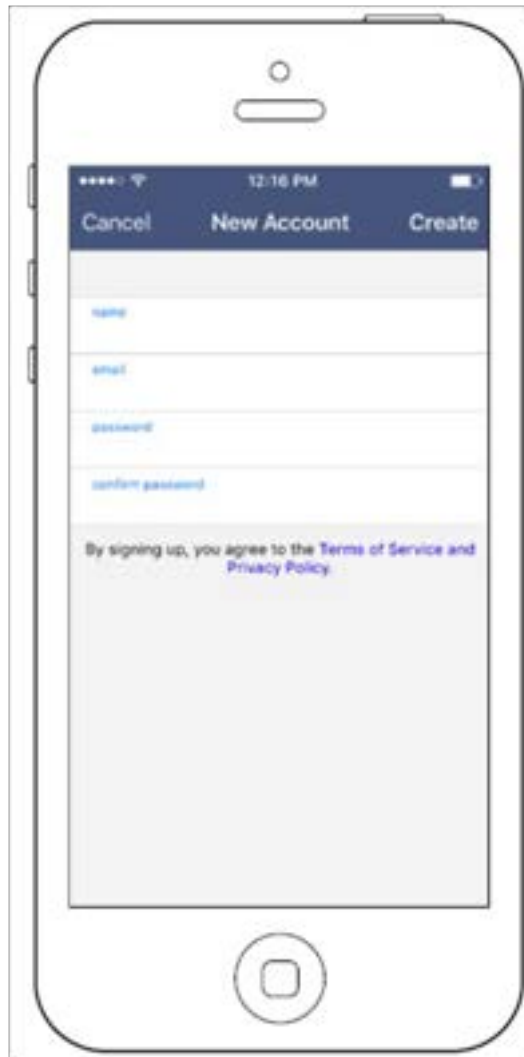 12:16 PM
Cancel New Account Create
name
email
password
confirm password
By signing up, you agree to the Terms of Service and
Privacy Policy.